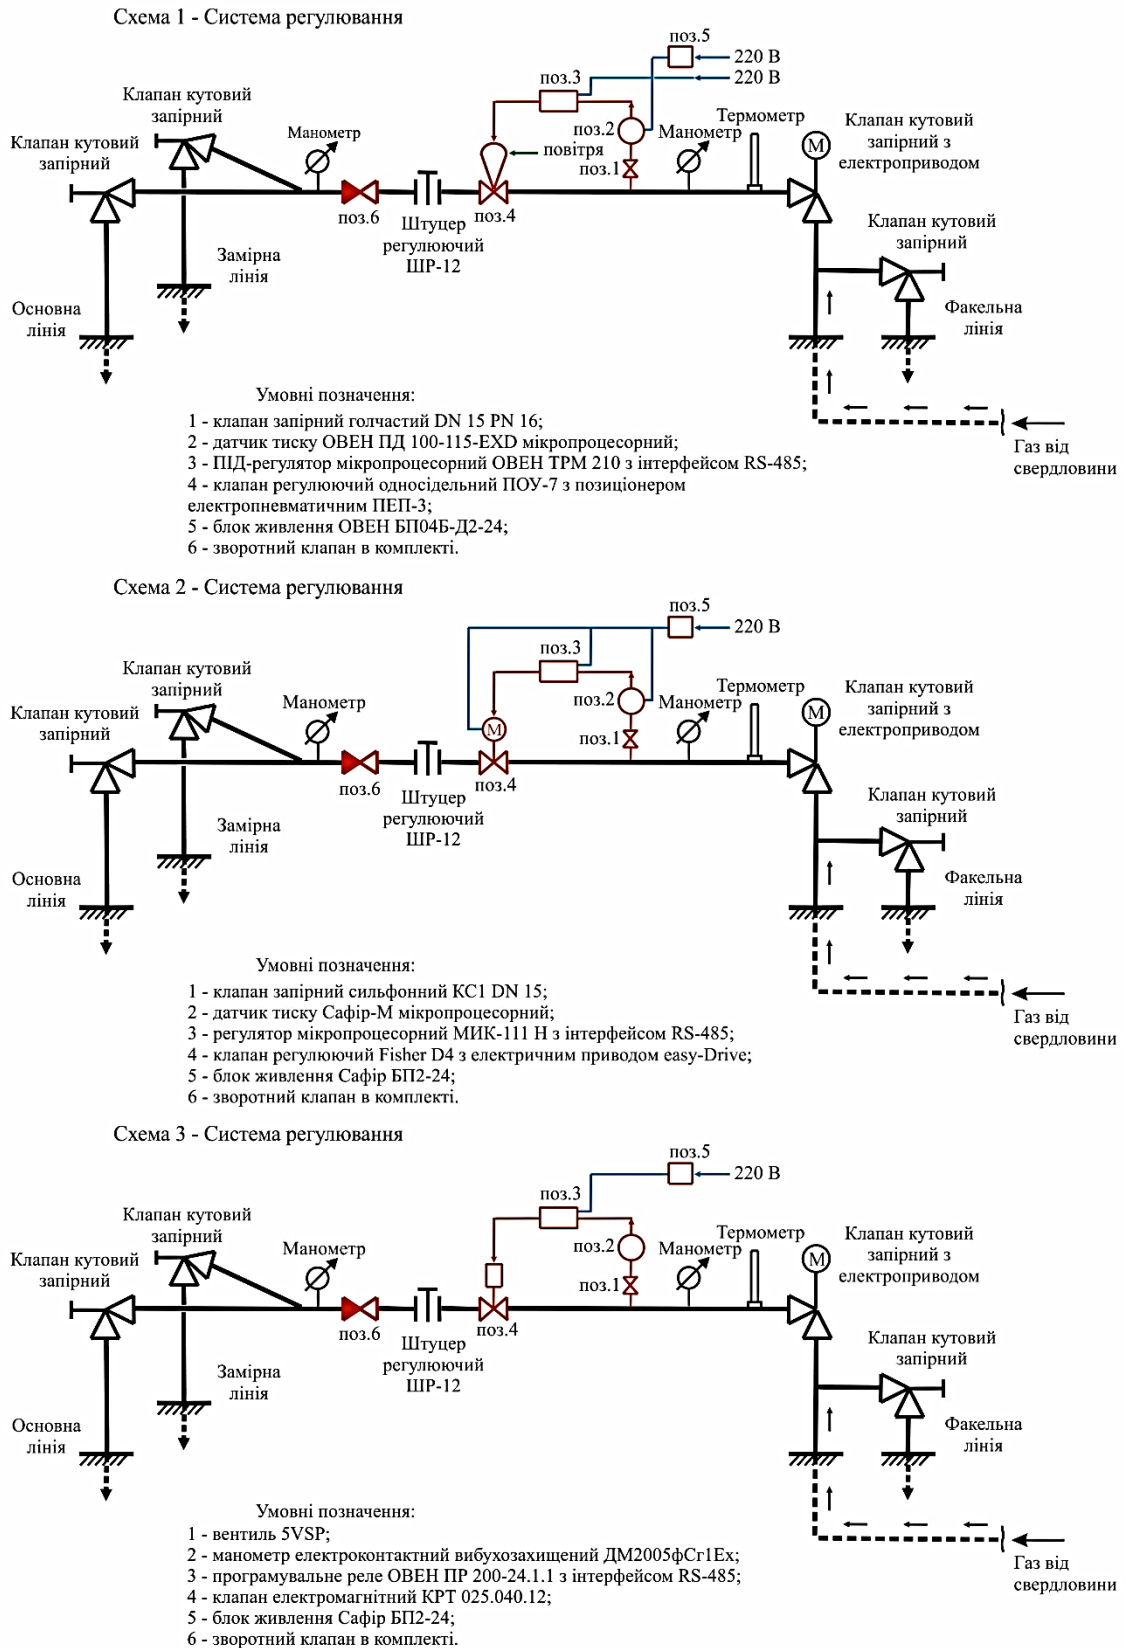 Схема 1 - Система регулювання
поз.5
220 В
220 В
поз.3
Клапан кутовий
запірний
Клапан кутовий
запірний
Манометр
поз.2
повітря
поз.1
Манометр
Термометр
Клапан кутовий
запірний з
електроприводом
М
поз.6
Штуцер
регулюючий
ШР-12
поз.4
Клапан кутовий
запірний
Замірна
лінія
Основна
лінія
Факельна
лінія
Газ від
свердловини
Умовні позначення:
1 - клапан запірний голчастий DN 15 PN 16;
2 - датчик тиску ОВЕН ПД 100-115-EXD мікропроцесорний;
3 - ПІД-регулятор мікропроцесорний ОВЕН ТРМ 210 з інтерфейсом RS-485;
4 - клапан регулюючий односідельний ПОУ-7 з позиціонером
електропневматичним ПЕП-3;
5 - блок живлення ОВЕН БП04Б-Д2-24;
6 - зворотний клапан в комплекті.
Схема 2 - Система регулювання
поз.5
220 В
поз.3
Клапан кутовий
запірний
Клапан кутовий
запірний
Манометр
М
поз.2
поз.1
Манометр
Термометр
Клапан кутовий
запірний з
електроприводом
М
поз.6
Штуцер
регулюючий
ШР-12
поз.4
Клапан кутовий
запірний
Замірна
лінія
Основна
лінія
Факельна
лінія
Газ від
свердловини
Умовні позначення:
1 - клапан запірний сильфонний КС1 DN 15;
2 - датчик тиску Сафір-М мікропроцесорний;
3 - регулятор мікропроцесорний МИК-111 Н з інтерфейсом RS-485;
4 - клапан регулюючий Fisher D4 з електричним приводом easy-Drive;
5 - блок живлення Сафір БП2-24;
6 - зворотний клапан в комплекті.
Схема 3 - Система регулювання
поз.5
220 В
поз.3
Клапан кутовий
запірний
Клапан кутовий
запірний
Манометр
поз.2
поз.1
Манометр
Термометр
Клапан кутовий
запірний з
електроприводом
М
поз.6
Штуцер
регулюючий
ШР-12
поз.4
Клапан кутовий
запірний
Замірна
лінія
Основна
лінія
Факельна
лінія
Газ від
свердловини
Умовні позначення:
1 - вентиль 5VSP;
2 - манометр електроконтактний вибухозахищений ДМ2005фСг1Ех;
3 - програмувальне реле ОВЕН ПР 200-24.1.1 з інтерфейсом RS-485;
4 - клапан електромагнітний КРТ 025.040.12;
5 - блок живлення Сафір БП2-24;
6 - зворотний клапан в комплекті.